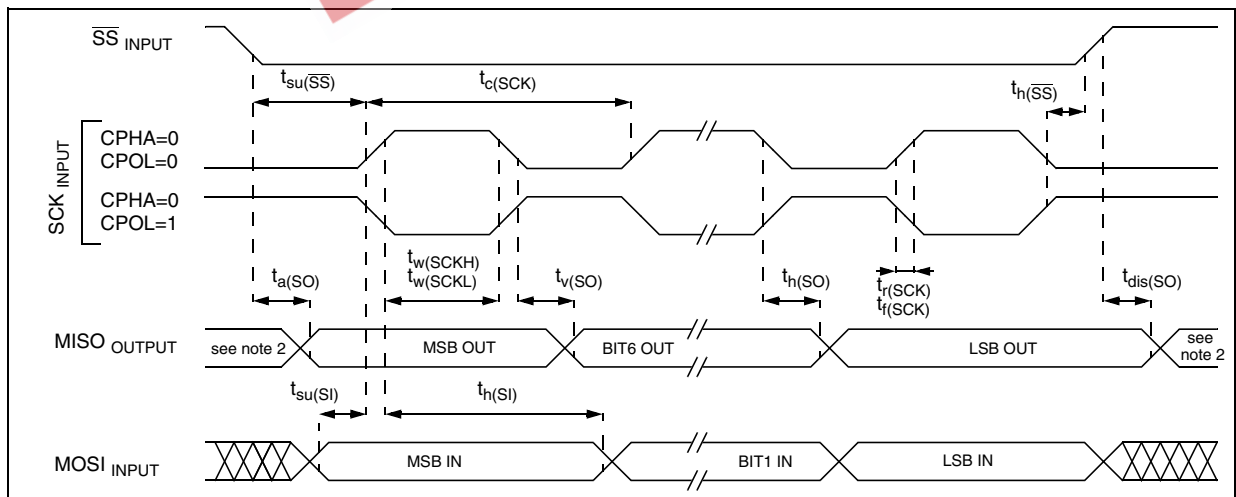 SS INPUT
tsu(SS)
tc(SCK)
th(SS)
SCK INPUT
CPHA=0
CPOL=0
CPHA=0
CPOL=1
ta(SO)
tw(SCKH)
tw(SCKL)
tv(SO)
th(SO)
tr(SCK)
tf(SCK)
tdis(SO)
MISO OUTPUT
see note 2
MSB OUT
BIT6 OUT
LSB OUT
see
note 2
tsu(SI)
th(SI)
MOSI INPUT
MSB IN
BIT1 IN
LSB IN